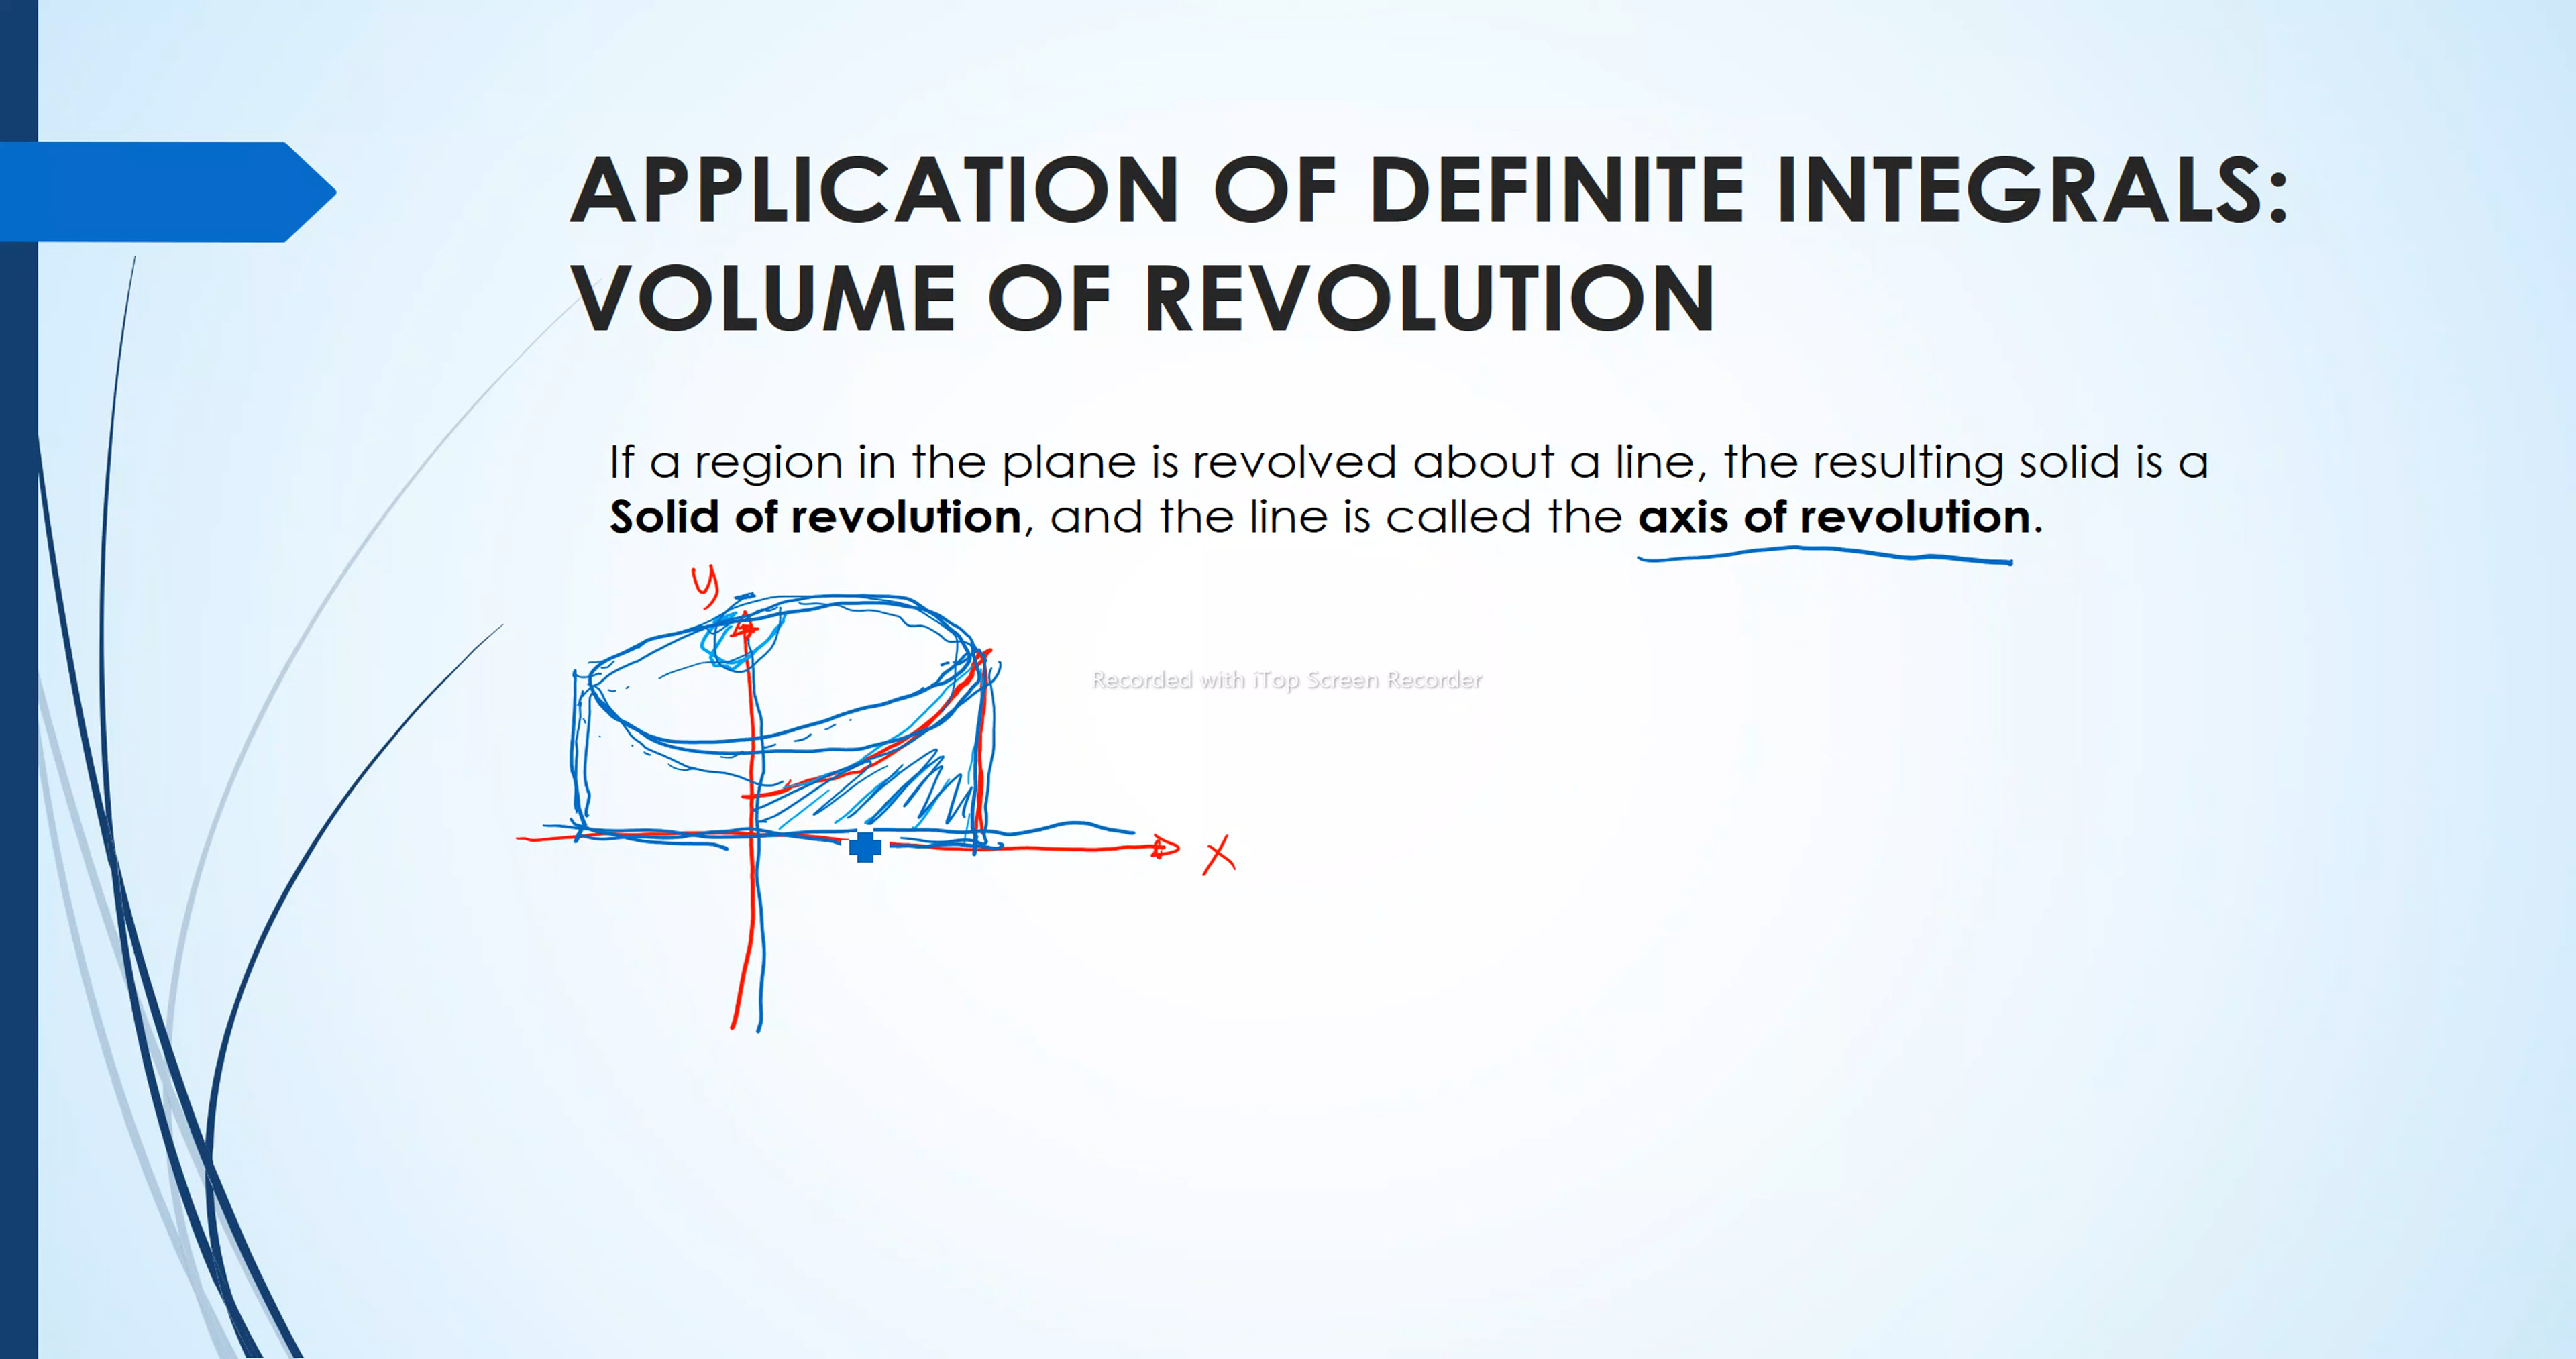 APPLICATION OF DEFINITE INTEGRALS:
VOLUME OF REVOLUTION
If a region in the plane is revolved about a line, the resulting solid is a
Solid of revolution, and the line is called the axis of revolution.
y
Recorded with iTop Screen Recorder
x